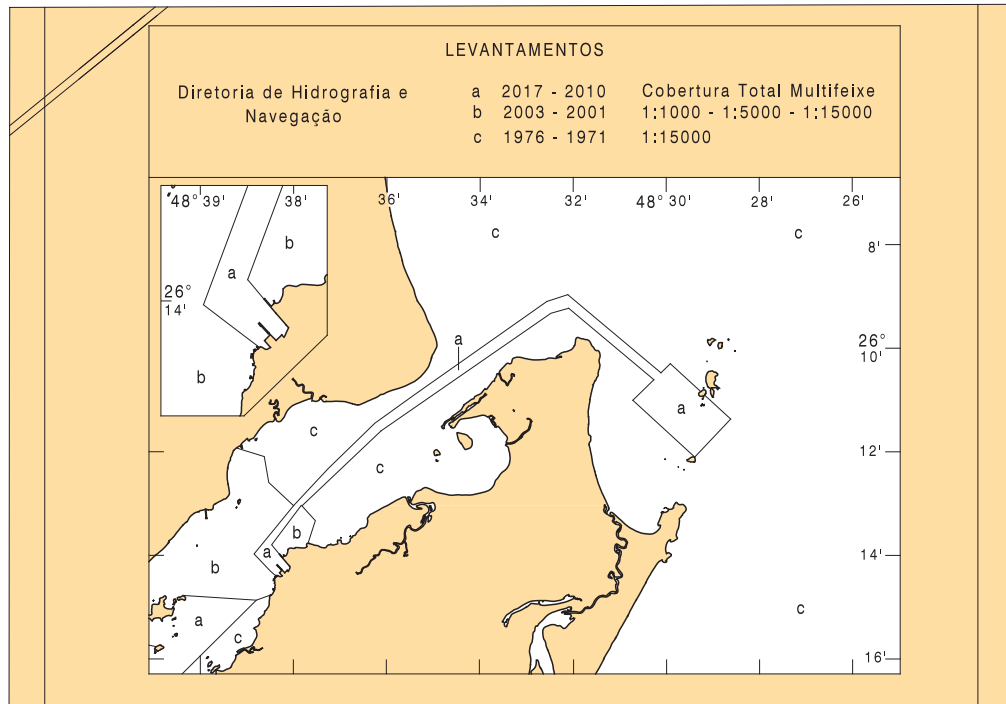 LEVANTAMENTOS
Diretoria de Hidrografia e
Navegação
a 2017 - 2010 Cobertura Total Multifeixe
b 2003 - 2001 1:1000 - 1:5000 - 1:15000
c 1976 - 1971 1:15000
48° 39' 38'
b
a
26°
14'
b
36' 34' 32' 48° 30' 28' 26'
c c
8'
a
26°
10'
a
c
12'
c
b
a
14'
b
a
c
c
16'